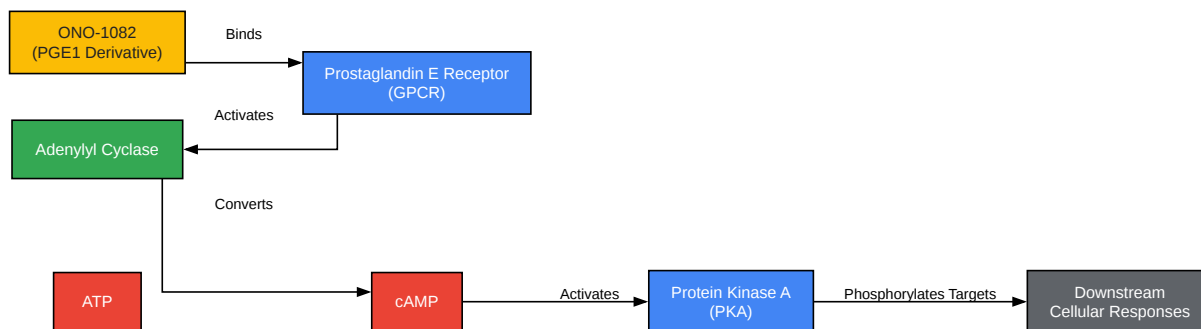 ONO-1082
(PGE1 Derivative)
Binds
Prostaglandin E Receptor
(GPCR)
Activates
Adenylyl Cyclase
Converts
ATP
cAMP
Activates
Protein Kinase A
(PKA)
Phosphorylates Targets
Downstream
Cellular Responses